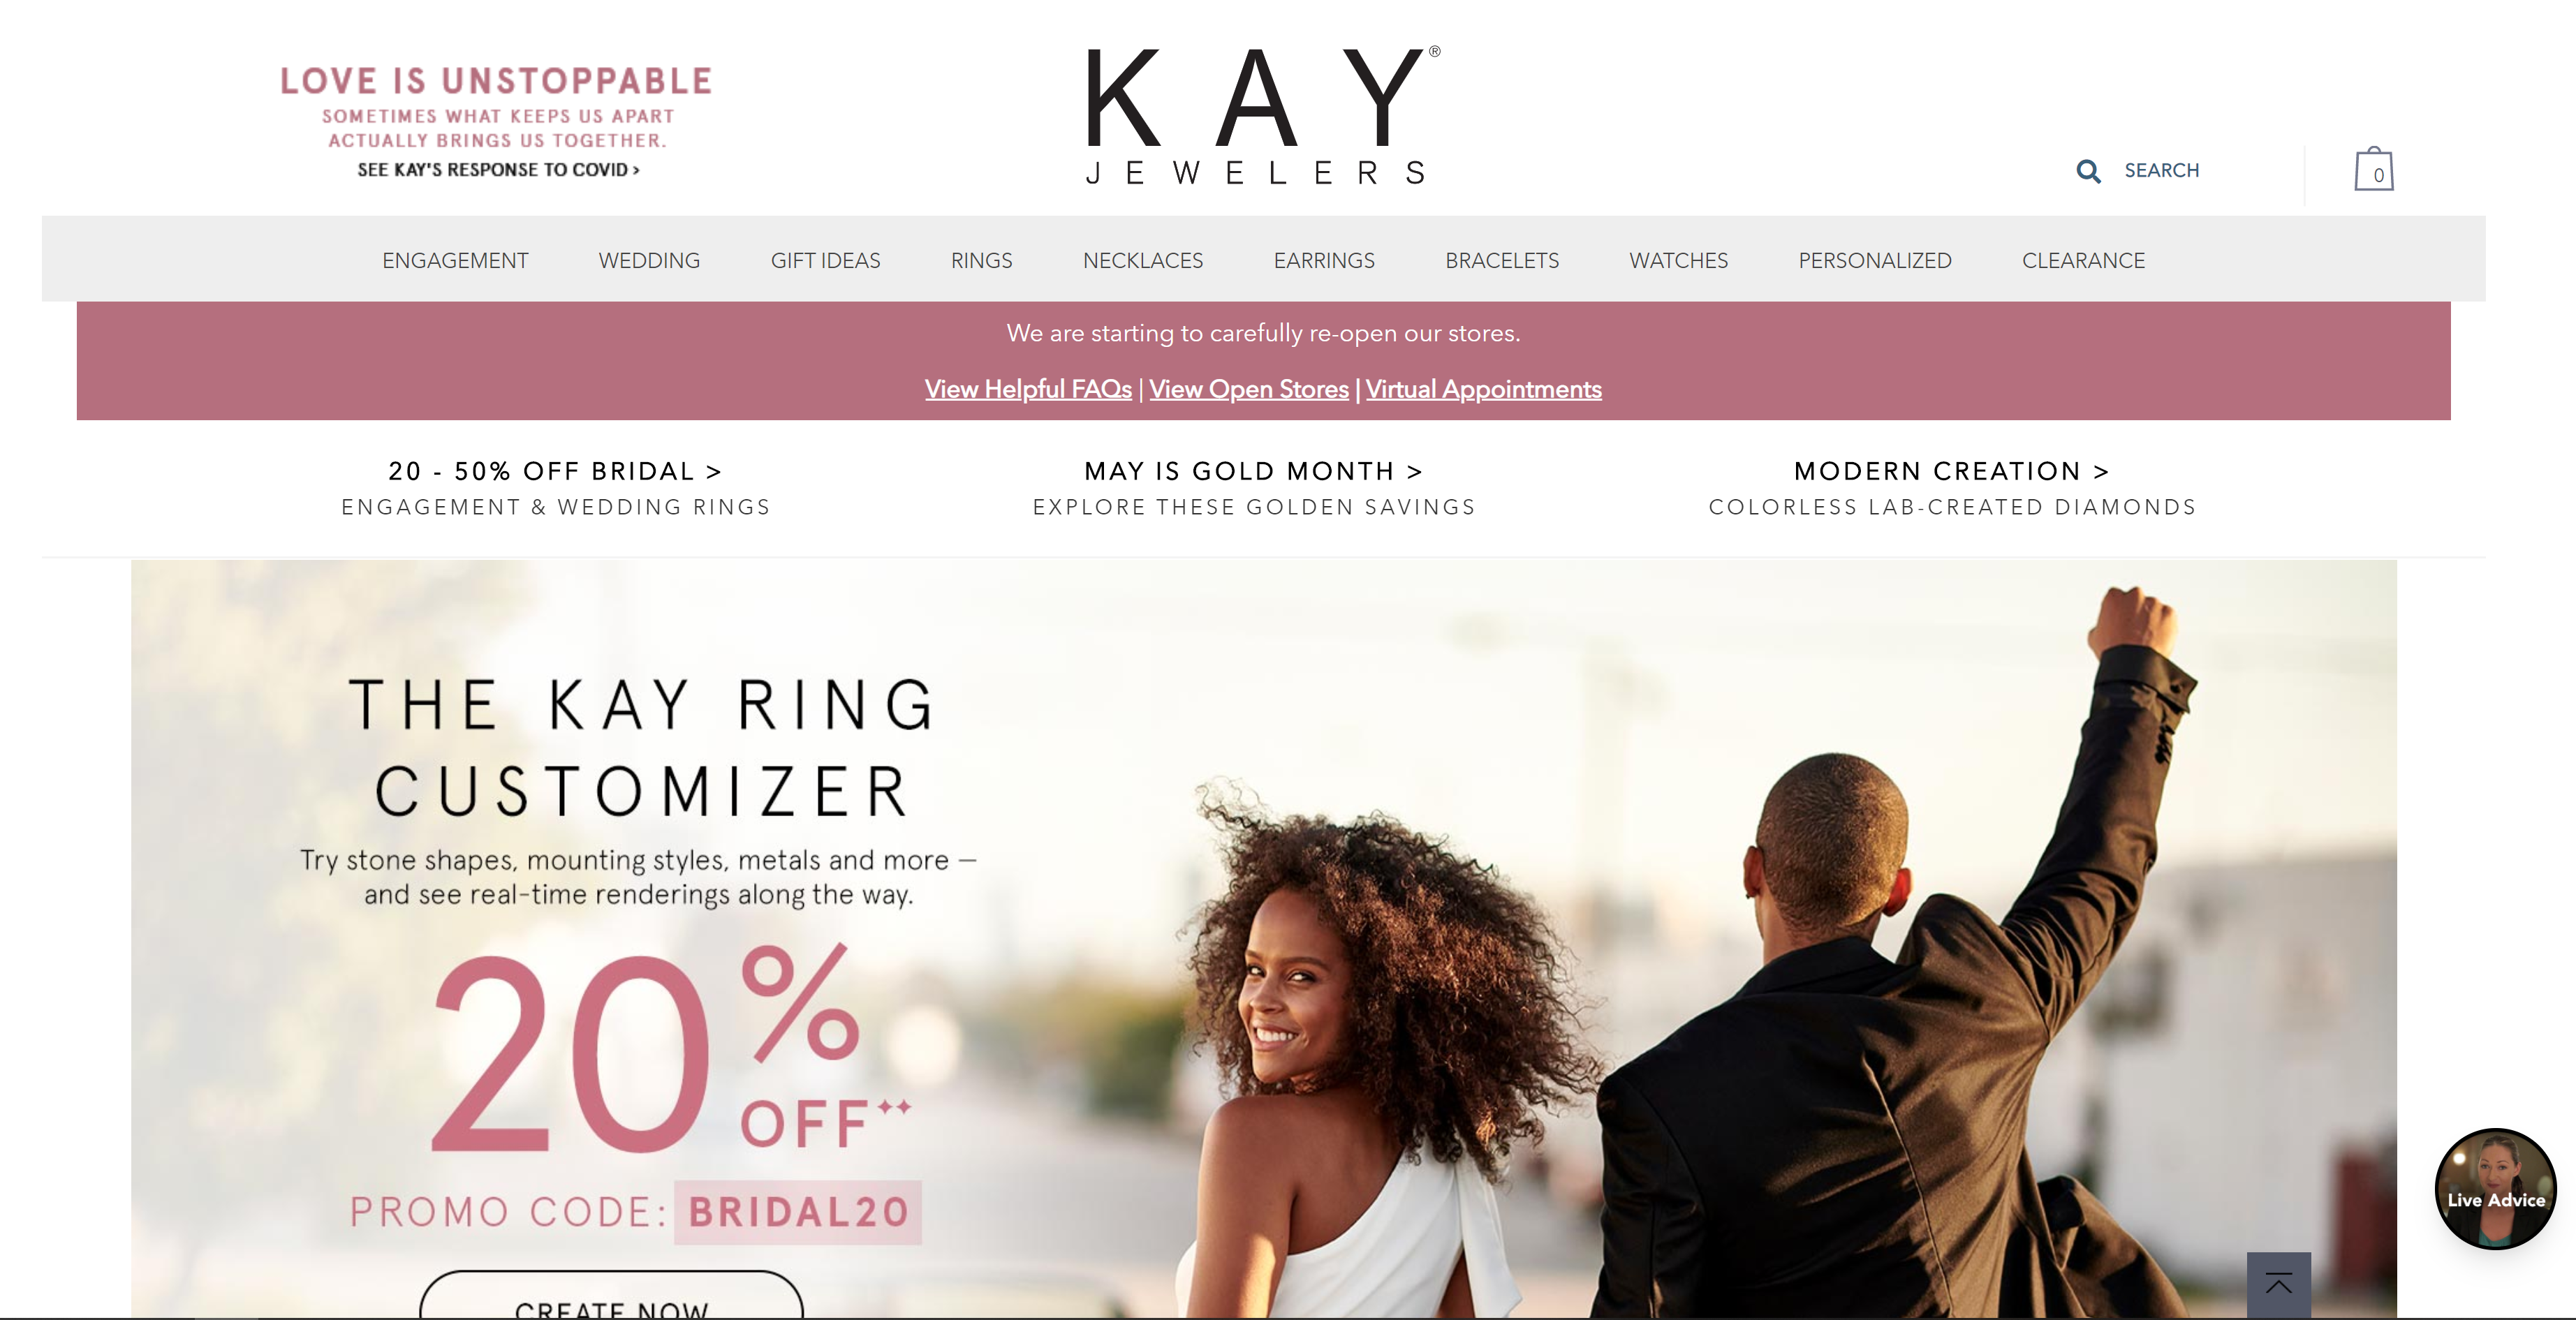 LOVE IS UNSTOPPABLE
SOMETIMES WHAT KEEPS US APART
ACTUALLY BRINGS US TOGETHER.
SEE KAY'S RESPONSE TO COVID >
KAY®
JEWELERS
SEARCH
0
ENGAGEMENT WEDDING GIFT IDEAS RINGS NECKLACES EARRINGS BRACELETS WATCHES PERSONALIZED CLEARANCE
We are starting to carefully re-open our stores.
View Helpful FAQs | View Open Stores | Virtual Appointments
20 - 50% OFF BRIDAL >
ENGAGEMENT & WEDDING RINGS
MAY IS GOLD MONTH >
EXPLORE THESE GOLDEN SAVINGS
MODERN CREATION >
COLORLESS LAB-CREATED DIAMONDS
THE KAY RING
CUSTOMIZER
Try stone shapes, mounting styles, metals and more —
and see real-time renderings along the way.
20%
OFF✦✦
PROMO CODE: BRIDAL20
CREATE NOW
Live Advice